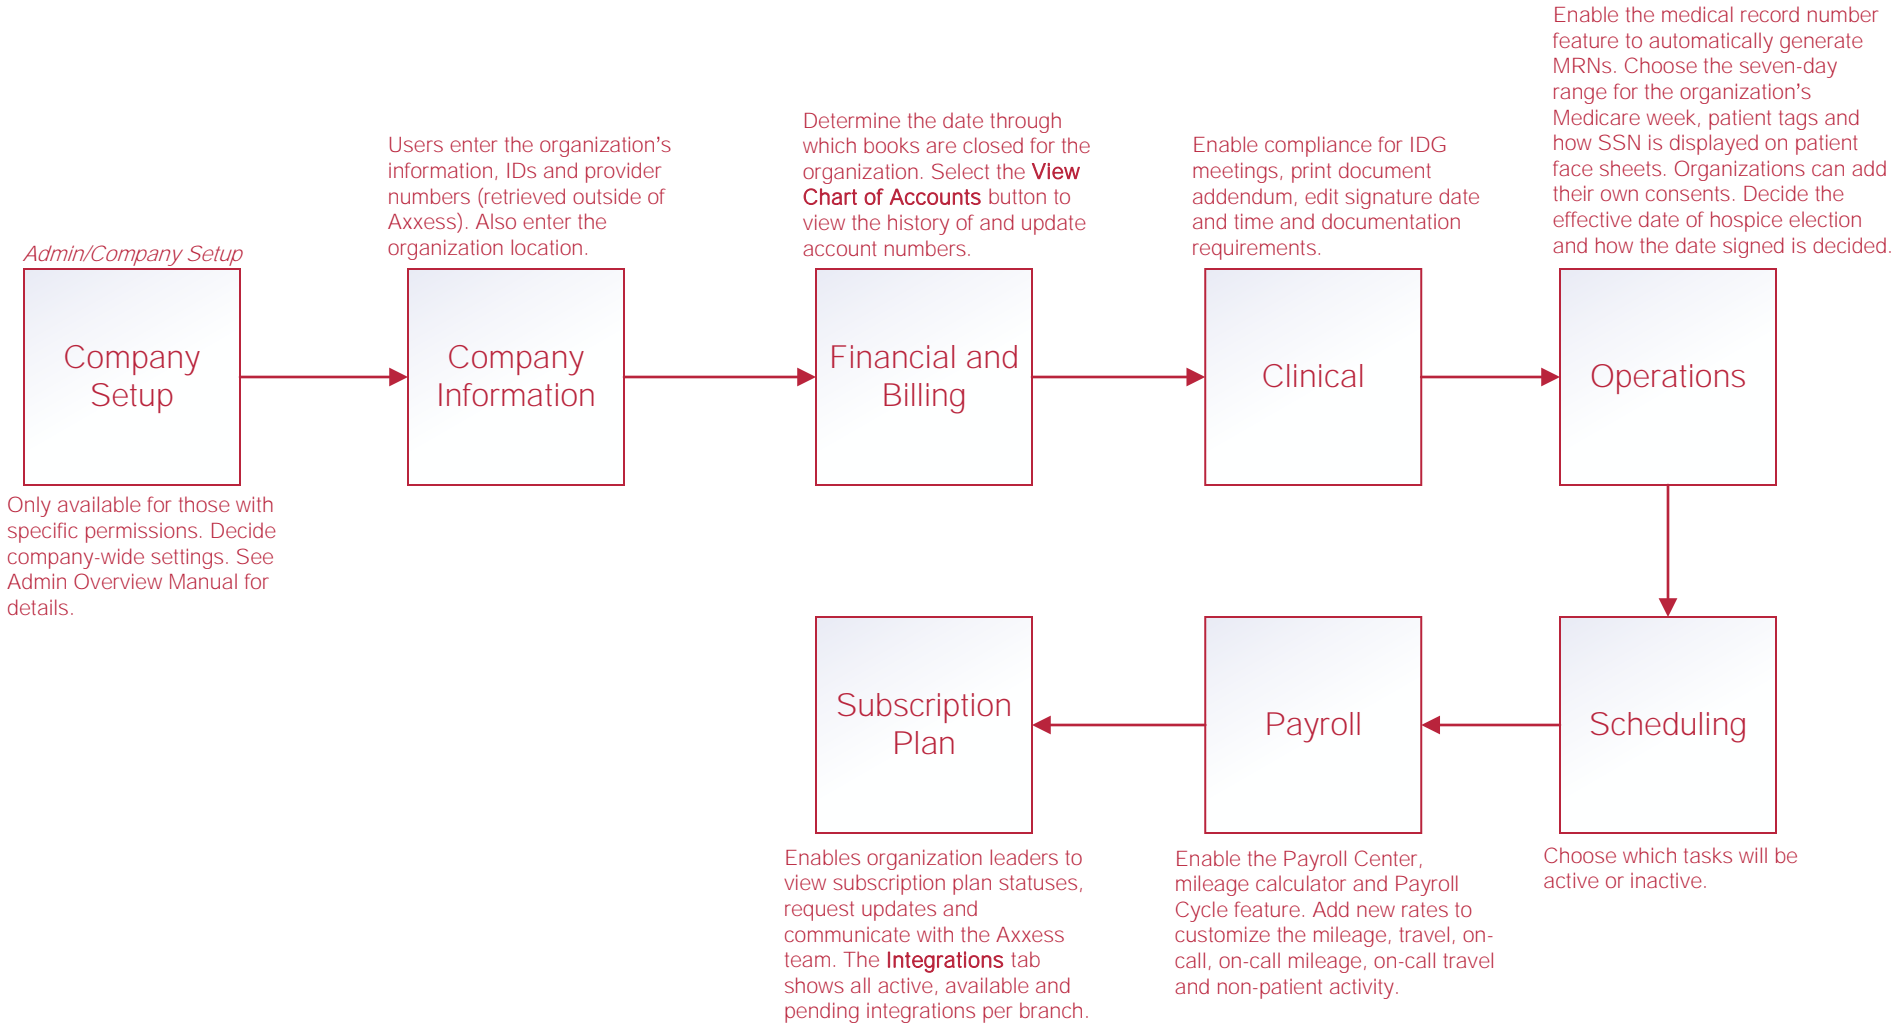 Admin/Company Setup
Company
Setup
Only available for those with
specific permissions. Decide
company-wide settings. See
Admin Overview Manual for
details.
Users enter the organization's
information, IDs and provider
numbers (retrieved outside of
Axxess). Also enter the
organization location.
Company
Information
Determine the date through
which books are closed for the
organization. Select the View
Chart of Accounts button to
view the history of and update
account numbers.
Financial and
Billing
Enable compliance for IDG
meetings, print document
addendum, edit signature date
and time and documentation
requirements.
Clinical
Enable the medical record number
feature to automatically generate
MRNs. Choose the seven-day
range for the organization's
Medicare week, patient tags and
how SSN is displayed on patient
face sheets. Organizations can add
their own consents. Decide the
effective date of hospice election
and how the date signed is decided.
Operations
Scheduling
Choose which tasks will be
active or inactive.
Payroll
Enable the Payroll Center,
mileage calculator and Payroll
Cycle feature. Add new rates to
customize the mileage, travel, on-
call, on-call mileage, on-call travel
and non-patient activity.
Subscription
Plan
Enables organization leaders to
view subscription plan statuses,
request updates and
communicate with the Axxess
team. The Integrations tab
shows all active, available and
pending integrations per branch.